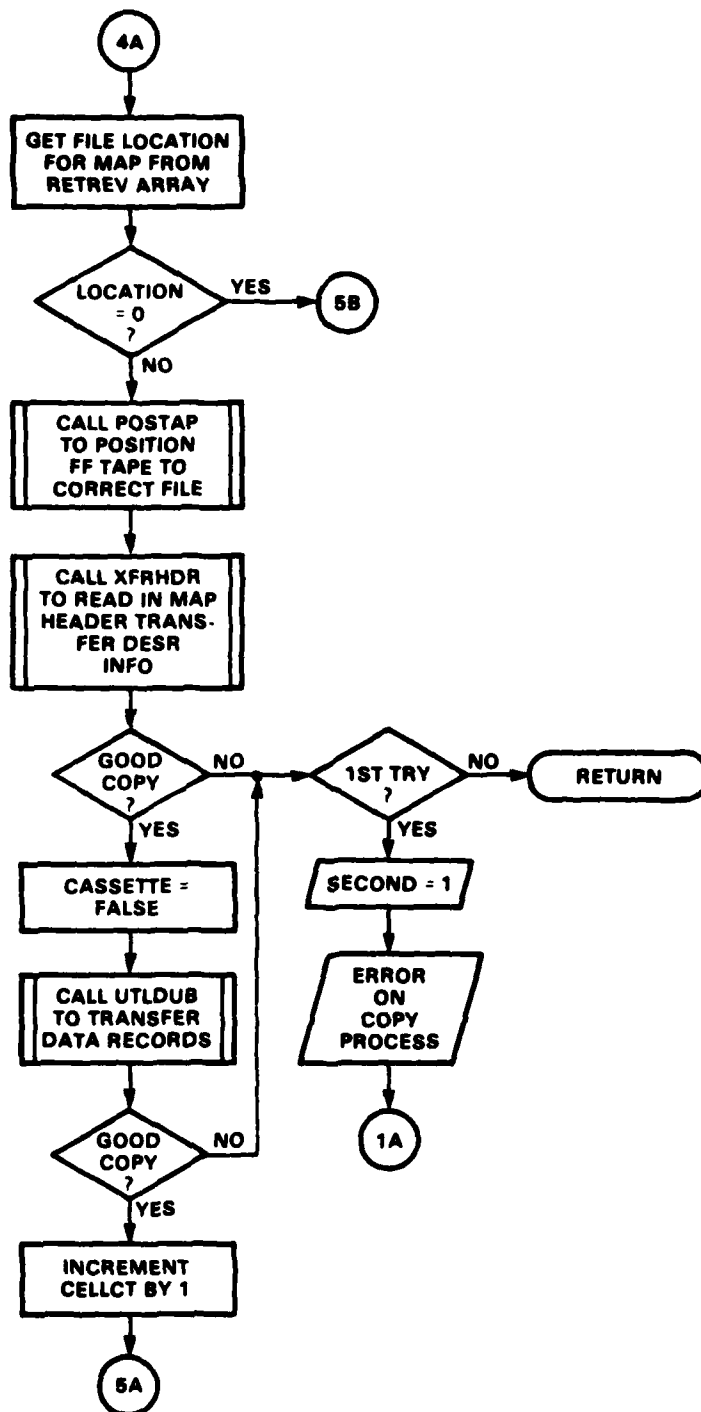 4A
GET FILE LOCATION
FOR MAP FROM
RETREV ARRAY
LOCATION
= 0
?
YES
5B
NO
CALL POSTAP
TO POSITION
FF TAPE TO
CORRECT FILE
CALL XFRHDR
TO READ IN MAP
HEADER TRANS-
FER DESR
INFO
GOOD
COPY
?
NO
1ST TRY
?
NO
RETURN
YES
YES
CASSETTE =
FALSE
SECOND = 1
CALL UTLDUB
TO TRANSFER
DATA RECORDS
ERROR
ON
COPY
PROCESS
GOOD
COPY
?
NO
1A
YES
INCREMENT
CELLCT BY 1
5A